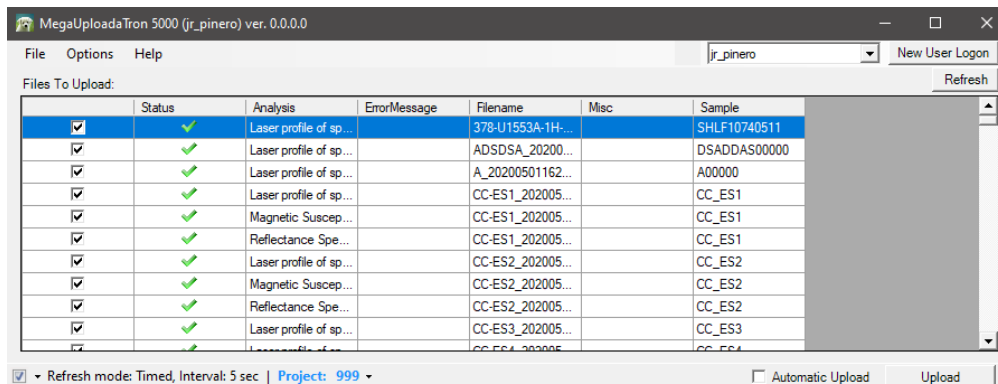 MegaUploadaTron 5000 (jr_pinero) ver. 0.0.0.0
File Options Help jr_pinero New User Logon
Files To Upload: Refresh
Status Analysis ErrorMessage Filename Misc Sample
Laser profile of sp... 378-U1553A-1H-... SHLF10740511
Laser profile of sp... ADSDSA_20200... DSADDAS00000
Laser profile of sp... A_20200501162... A00000
Laser profile of sp... CC-ES1_202005... CC_ES1
Magnetic Suscep... CC-ES1_202005... CC_ES1
Reflectance Spe... CC-ES1_202005... CC_ES1
Laser profile of sp... CC-ES2_202005... CC_ES2
Magnetic Suscep... CC-ES2_202005... CC_ES2
Reflectance Spe... CC-ES2_202005... CC_ES2
Laser profile of sp... CC-ES3_202005... CC_ES3
Refresh mode: Timed, Interval: 5 sec | Project: 999 Automatic Upload Upload